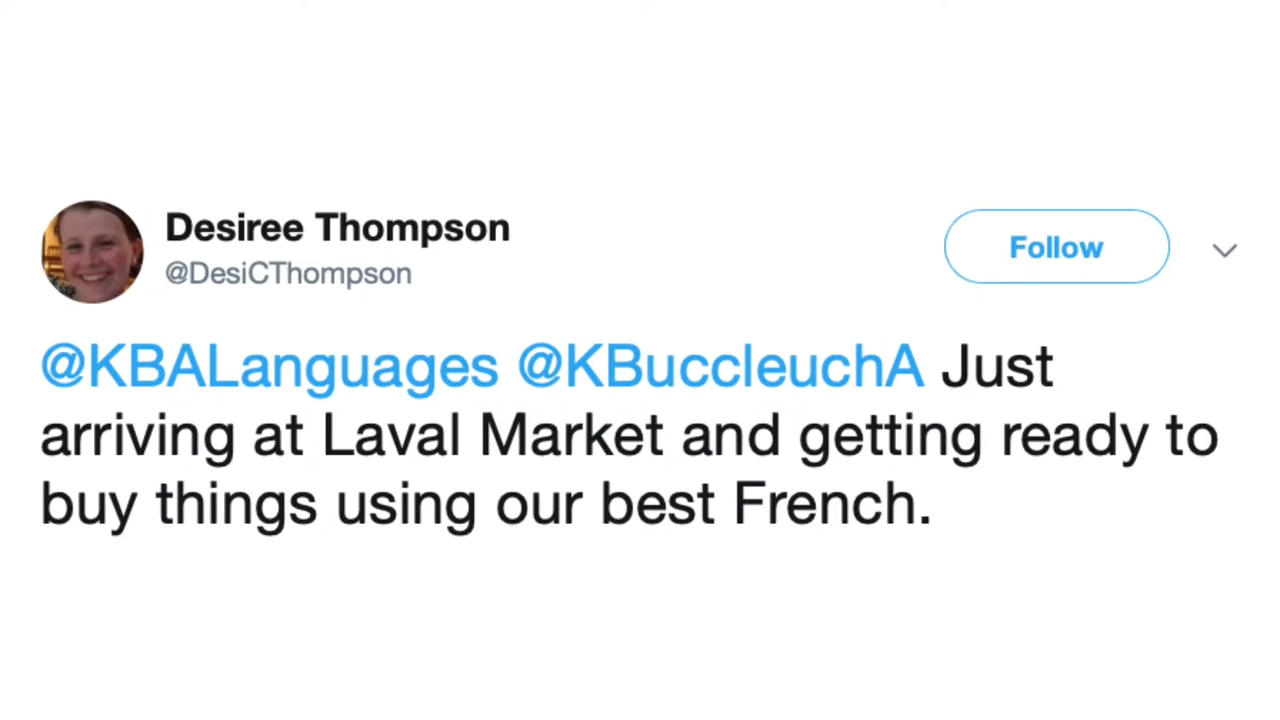 Desiree Thompson
@DesiCThompson
Follow
@KBALanguages @KBuccleuchA Just
arriving at Laval Market and getting ready to
buy things using our best French.